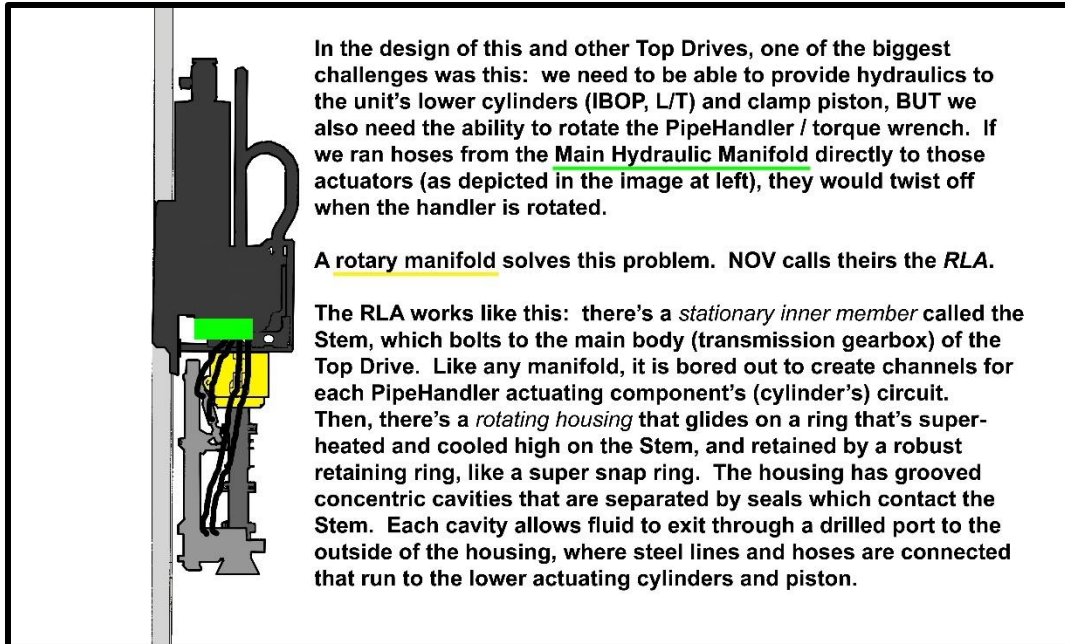 In the design of this and other Top Drives, one of the biggest
challenges was this:  we need to be able to provide hydraulics to
the unit's lower cylinders (IBOP, L/T) and clamp piston, BUT we
also need the ability to rotate the PipeHandler / torque wrench.  If
we ran hoses from the Main Hydraulic Manifold directly to those
actuators (as depicted in the image at left), they would twist off
when the handler is rotated.
A rotary manifold solves this problem.  NOV calls theirs the RLA.
The RLA works like this:  there's a stationary inner member called the
Stem, which bolts to the main body (transmission gearbox) of the
Top Drive.  Like any manifold, it is bored out to create channels for
each PipeHandler actuating component's (cylinder's) circuit.
Then, there's a rotating housing that glides on a ring that's super-
heated and cooled high on the Stem, and retained by a robust
retaining ring, like a super snap ring.  The housing has grooved
concentric cavities that are separated by seals which contact the
Stem.  Each cavity allows fluid to exit through a drilled port to the
outside of the housing, where steel lines and hoses are connected
that run to the lower actuating cylinders and piston.